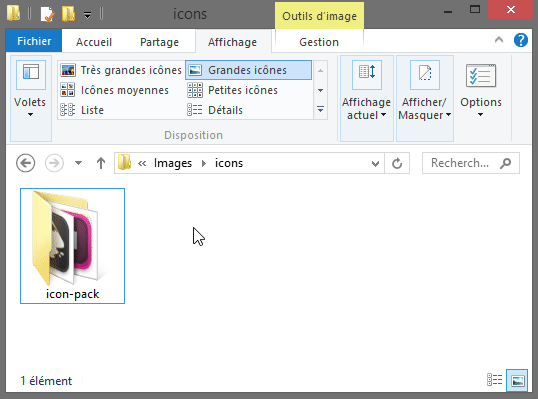 icons
Outils d'image
Fichier
Accueil
Partage
Affichage
Gestion
Volets
Très grandes icônes
Grandes icônes
Icônes moyennes
Petites icônes
Liste
Détails
Disposition
Affichage actuel
Afficher/
Masquer
Options
Images
icons
Recherch...
icon-pack
1 élément